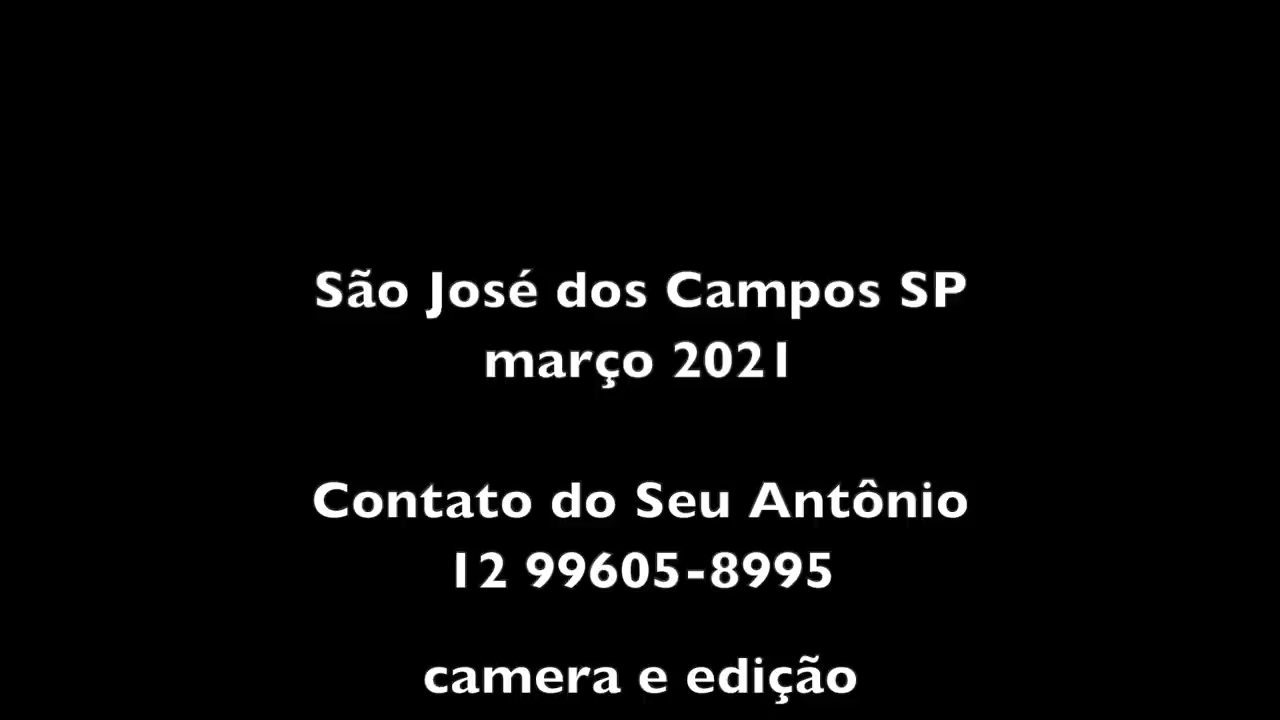 São José dos Campos SP
março 2021
Contato do Seu Antônio
12 99605-8995
camera e edição